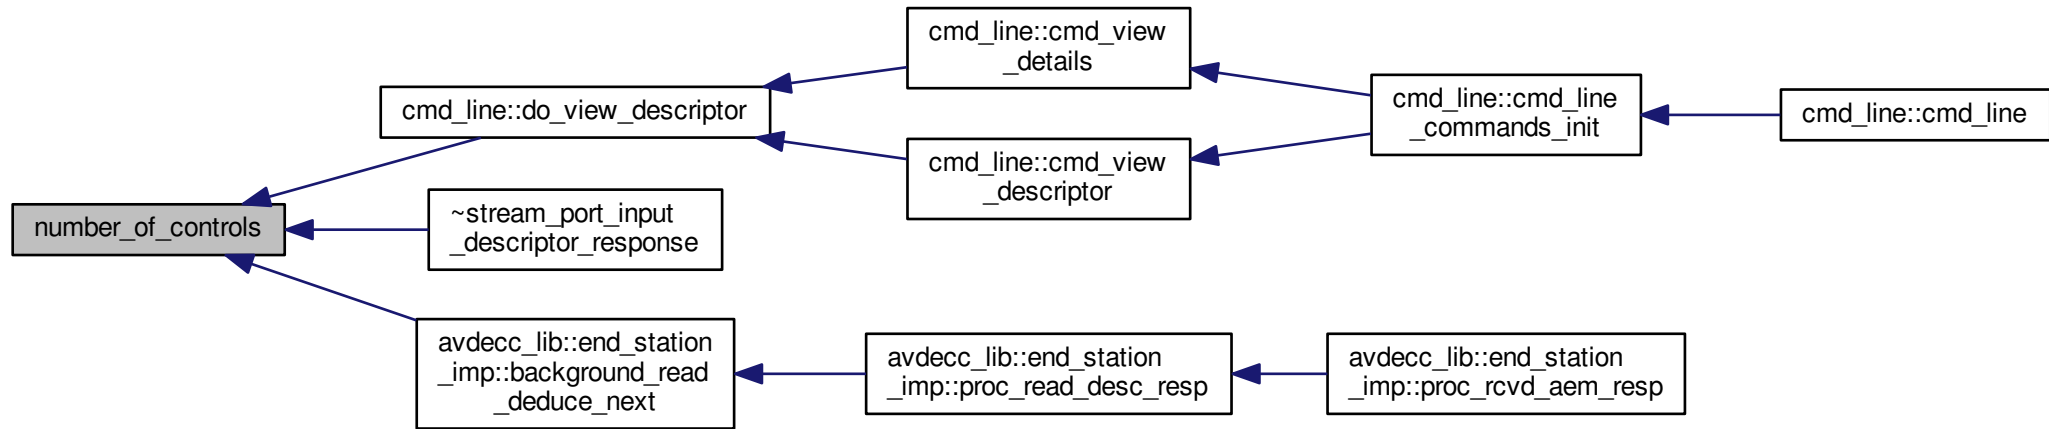 number_of_controls
cmd_line::do_view_descriptor
cmd_line::cmd_view
_details
cmd_line::cmd_view
_descriptor
cmd_line::cmd_line
_commands_init
cmd_line::cmd_line
~stream_port_input
_descriptor_response
avdecc_lib::end_station
_imp::background_read
_deduce_next
avdecc_lib::end_station
_imp::proc_read_desc_resp
avdecc_lib::end_station
_imp::proc_rcvd_aem_resp